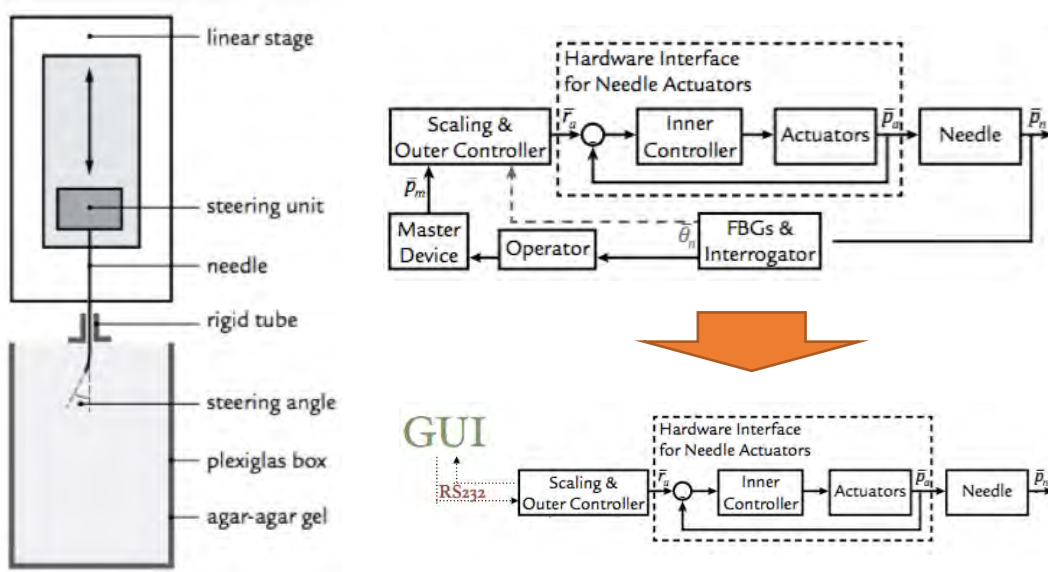 linear stage
steering unit
needle
rigid tube
steering angle
plexiglas box
agar-agar gel
Hardware Interface
for Needle Actuators
Scaling &
Outer Controller
r̄ₐ
-
Inner
Controller
Actuators
p̄ₐ
Needle
p̄ₙ
p̄ₘ
Master
Device
Operator
θ̄ₙ
FBGs &
Interrogator
GUI
RS232
Hardware Interface
for Needle Actuators
Scaling &
Outer Controller
r̄ₐ
-
Inner
Controller
Actuators
p̄ₐ
Needle
p̄ₙ